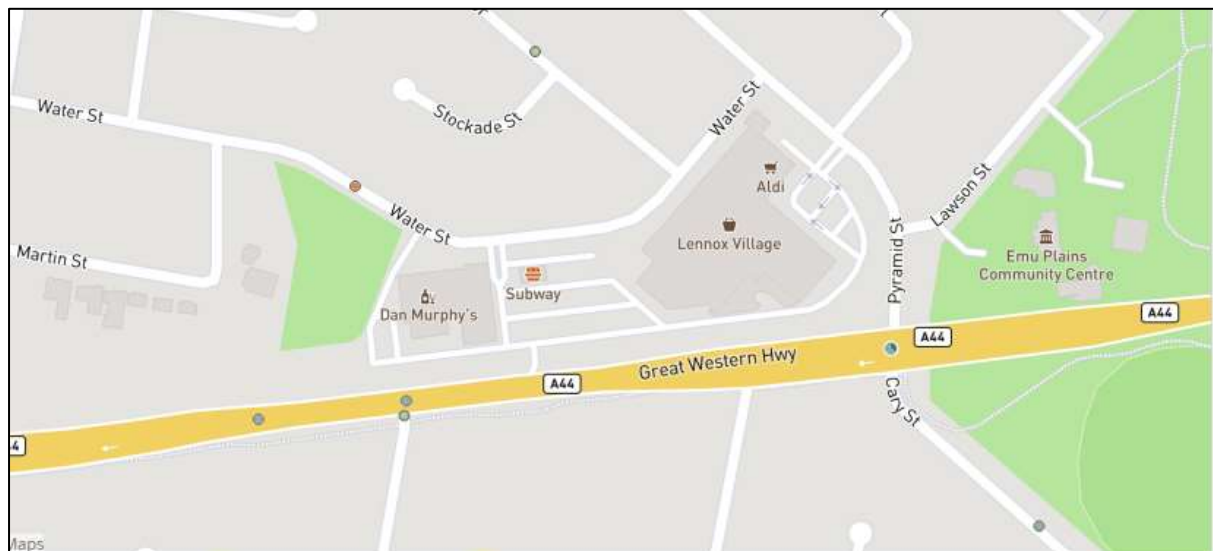 Water St
Stockade St
Water St
Aldi
Lawson St
Water St
Lennox Village
Pyramid St
Emu Plains
Community Centre
Martin St
Subway
Dan Murphy's
A44
A44
Great Western Hwy
A44
Cary St
Maps